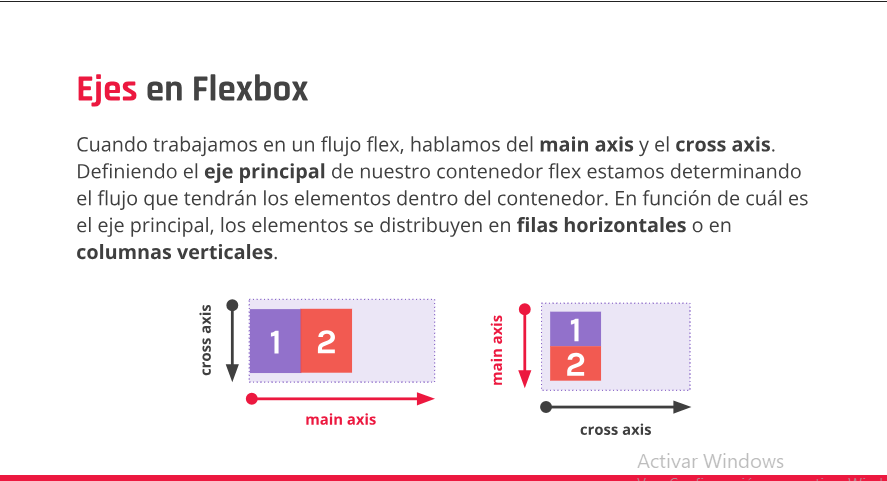 Ejes en Flexbox
Cuando trabajamos en un flujo flex, hablamos del main axis y el cross axis.
Definiendo el eje principal de nuestro contenedor flex estamos determinando
el flujo que tendrán los elementos dentro del contenedor. En función de cuál es
el eje principal, los elementos se distribuyen en filas horizontales o en
columnas verticales.
cross axis
1 2
main axis
main axis
1
2
cross axis
Activar Windows